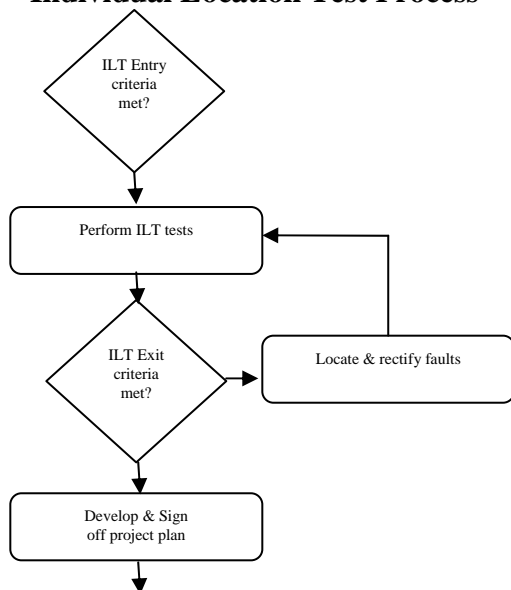 Individual Location Test Process
ILT Entry
criteria
met?
Perform ILT tests
ILT Exit
criteria
met?
Locate & rectify faults
Develop & Sign
off project plan